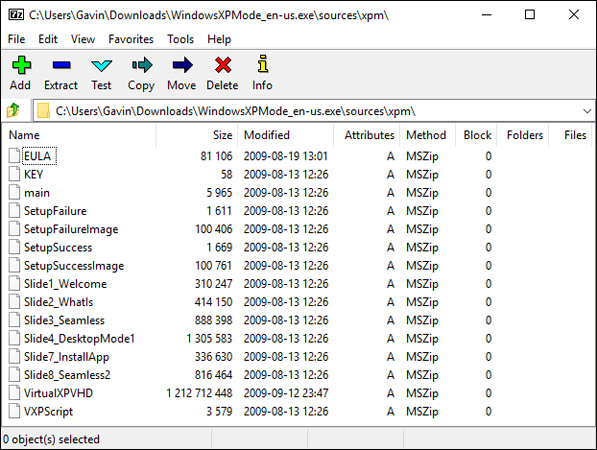 7z C:\Users\Gavin\Downloads\WindowsXPMode_en-us.exe\sources\xpm\
File Edit View Favorites Tools Help
Add Extract Test Copy Move Delete Info
C:\Users\Gavin\Downloads\WindowsXPMode_en-us.exe\sources\xpm\
Name Size Modified Attributes Method Block Folders Files
EULA 81 106 2009-08-19 13:01 A MSZip 0
KEY 58 2009-08-13 12:26 A MSZip 0
main 5 965 2009-08-13 12:26 A MSZip 0
SetupFailure 1 611 2009-08-13 12:26 A MSZip 0
SetupFailureImage 100 406 2009-08-13 12:26 A MSZip 0
SetupSuccess 1 669 2009-08-13 12:26 A MSZip 0
SetupSuccessImage 100 761 2009-08-13 12:26 A MSZip 0
Slide1_Welcome 310 247 2009-08-13 12:26 A MSZip 0
Slide2_WhatIs 414 150 2009-08-13 12:26 A MSZip 0
Slide3_Seamless 888 398 2009-08-13 12:26 A MSZip 0
Slide4_DesktopMode1 1 305 583 2009-08-13 12:26 A MSZip 0
Slide7_InstallApp 336 630 2009-08-13 12:26 A MSZip 0
Slide8_Seamless2 816 464 2009-08-13 12:26 A MSZip 0
VirtualXPVHD 1 212 712 448 2009-09-12 23:47 A MSZip 0
VXPScript 3 579 2009-08-13 12:26 A MSZip 0
0 object(s) selected